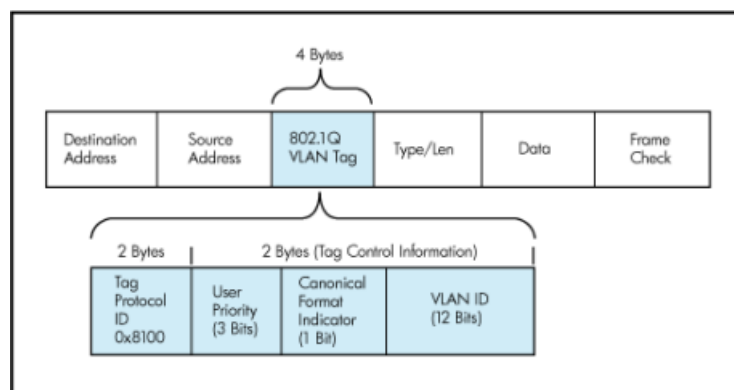 4 Bytes
Destination
Address
Source
Address
802.1Q
VLAN Tag
Type/Len
Data
Frame
Check
2 Bytes
2 Bytes (Tag Control Information)
Tag
Protocol
ID
0x8100
User
Priority
(3 Bits)
Canonical
Format
Indicator
(1 Bit)
VLAN ID
(12 Bits)